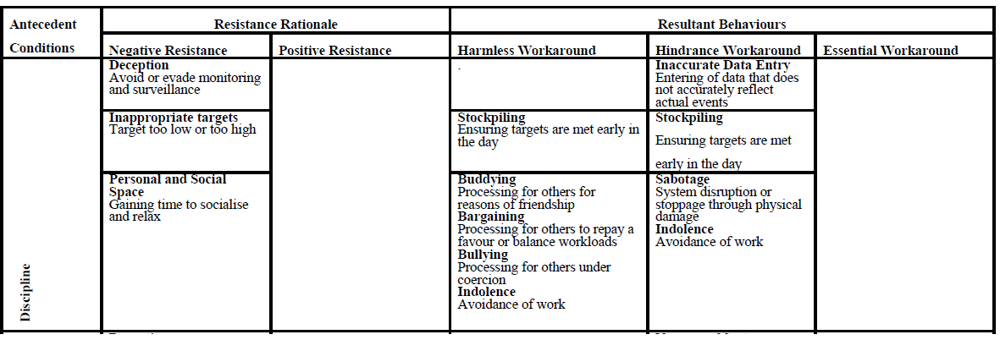 Antecedent Conditions
Resistance Rationale
Resultant Behaviours
Negative Resistance
Positive Resistance
Harmless Workaround
Hindrance Workaround
Essential Workaround
Discipline
Deception
Avoid or evade monitoring
and surveillance
.
Inaccurate Data Entry
Entering of data that does
not accurately reflect
actual events
Inappropriate targets
Target too low or too high
Stockpiling
Ensuring targets are met early in
the day
Stockpiling
Ensuring targets are met
early in the day
Personal and Social
Space
Gaining time to socialise
and relax
Buddying
Processing for others for
reasons of friendship
Bargaining
Processing for others to repay a
favour or balance workloads
Bullying
Processing for others under
coercion
Indolence
Avoidance of work
Sabotage
System disruption or
stoppage through physical
damage
Indolence
Avoidance of work